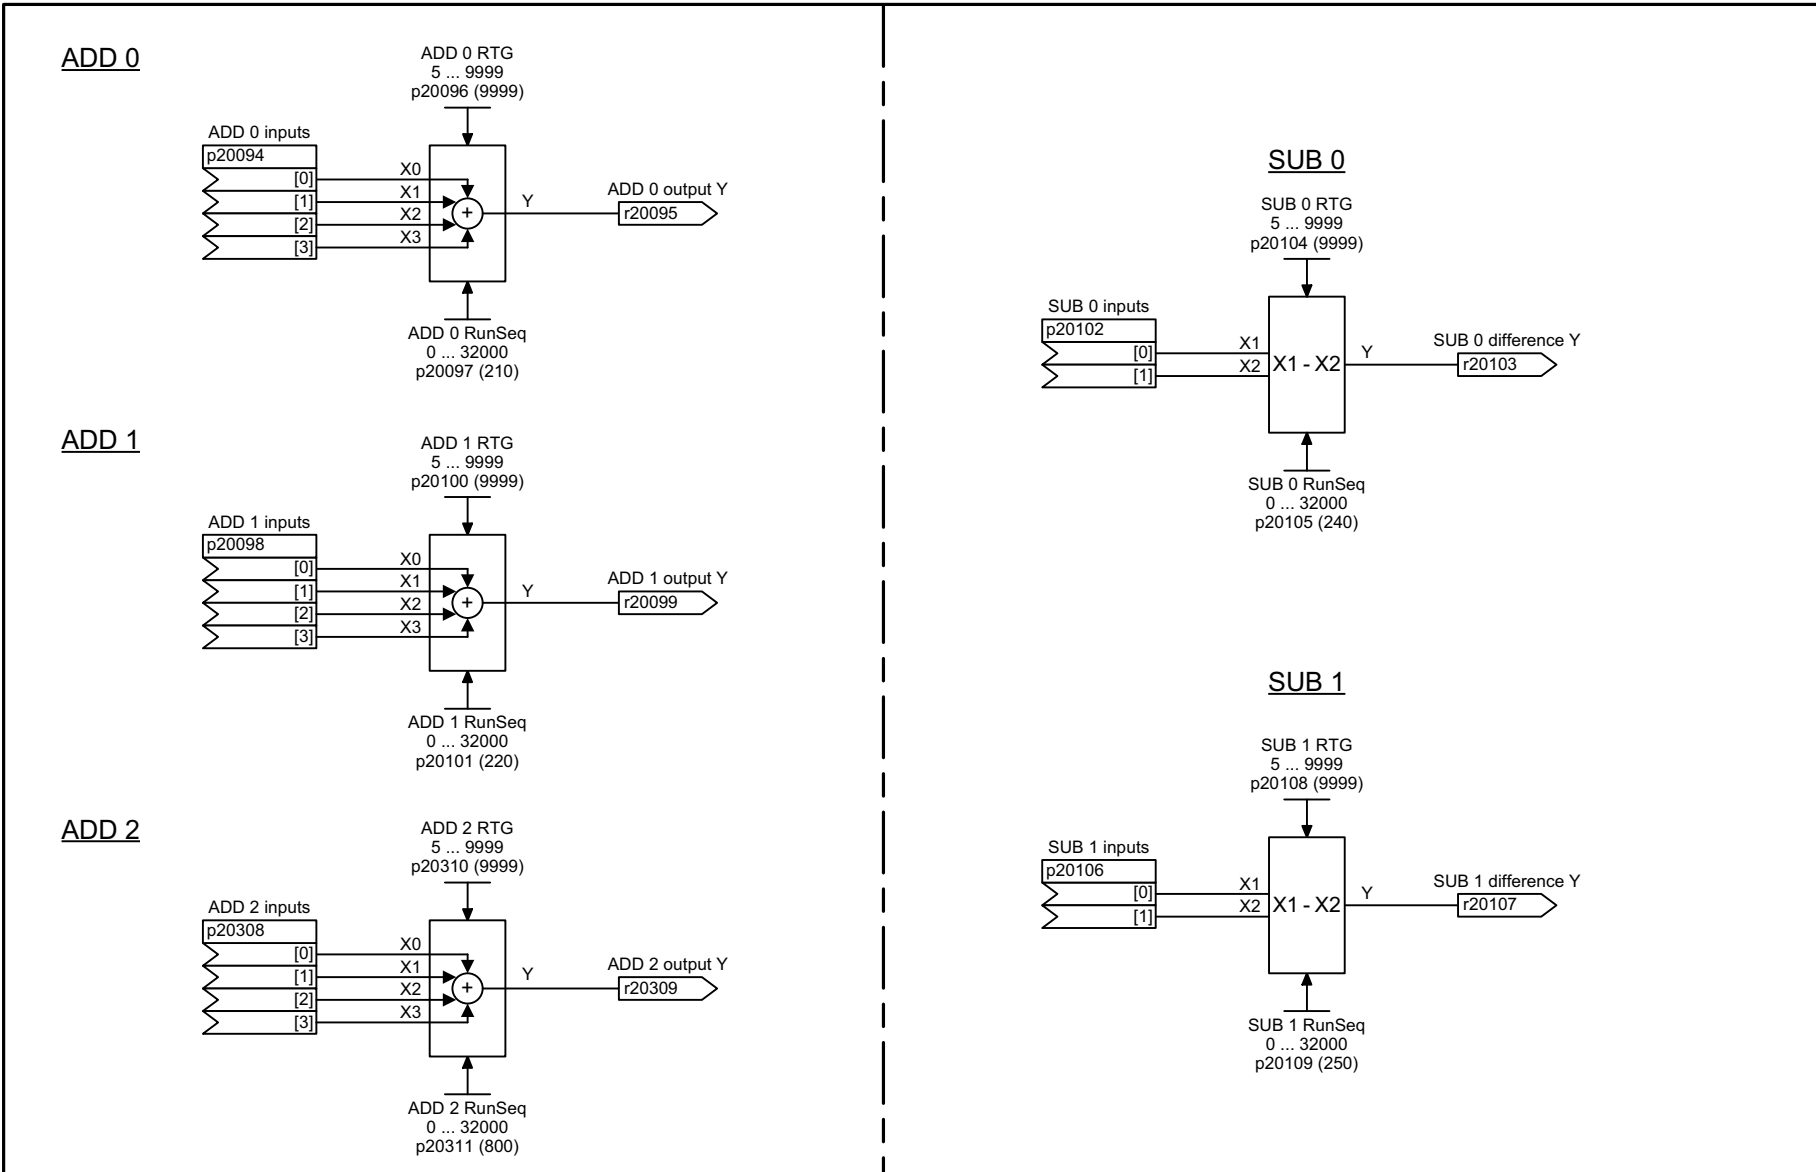 ADD 0
ADD 0 RTG
5 ... 9999
p20096 (9999)
ADD 0 inputs
p20094
[0]
[1]
[2]
[3]
X0
X1
X2
X3
+
Y
ADD 0 output Y
r20095
ADD 0 RunSeq
0 ... 32000
p20097 (210)
ADD 1
ADD 1 RTG
5 ... 9999
p20100 (9999)
ADD 1 inputs
p20098
[0]
[1]
[2]
[3]
X0
X1
X2
X3
+
Y
ADD 1 output Y
r20099
ADD 1 RunSeq
0 ... 32000
p20101 (220)
ADD 2
ADD 2 RTG
5 ... 9999
p20310 (9999)
ADD 2 inputs
p20308
[0]
[1]
[2]
[3]
X0
X1
X2
X3
+
Y
ADD 2 output Y
r20309
ADD 2 RunSeq
0 ... 32000
p20311 (800)
SUB 0
SUB 0 RTG
5 ... 9999
p20104 (9999)
SUB 0 inputs
p20102
[0]
[1]
X1
X2
X1 - X2
Y
SUB 0 difference Y
r20103
SUB 0 RunSeq
0 ... 32000
p20105 (240)
SUB 1
SUB 1 RTG
5 ... 9999
p20108 (9999)
SUB 1 inputs
p20106
[0]
[1]
X1
X2
X1 - X2
Y
SUB 1 difference Y
r20107
SUB 1 RunSeq
0 ... 32000
p20109 (250)